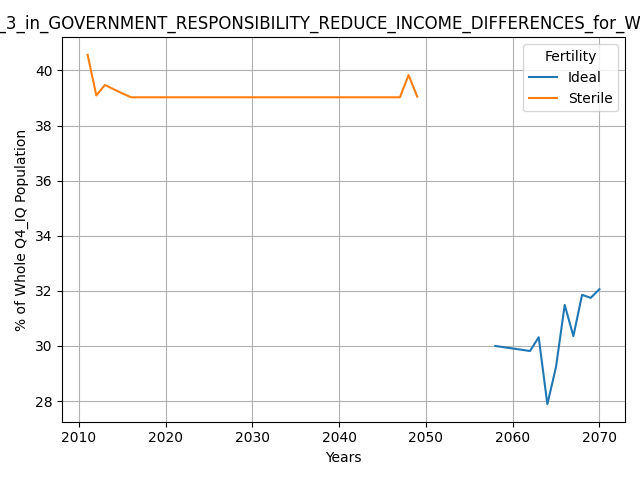 _3_in_GOVERNMENT_RESPONSIBILITY_REDUCE_INCOME_DIFFERENCES_for_W
Fertility
Ideal
Sterile
% of Whole Q4_IQ Population
40
38
36
34
32
30
28
2010 2020 2030 2040 2050 2060 2070
Years